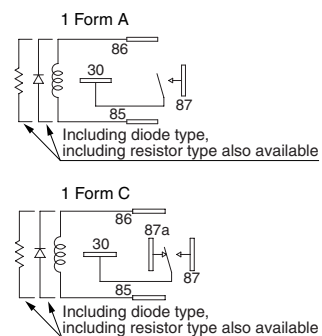 1 Form A
86
30
87
85
Including diode type,
including resistor type also available
1 Form C
86
87a
30
87
85
Including diode type,
including resistor type also available